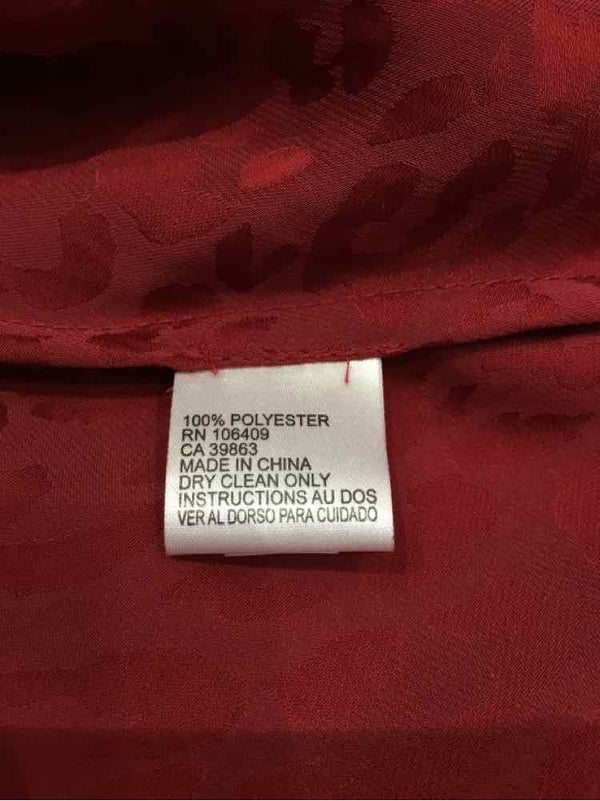 100% POLYESTER
RN 106409
CA 39863
MADE IN CHINA
DRY CLEAN ONLY
INSTRUCTIONS AU DOS
VER AL DORSO PARA CUIDADO